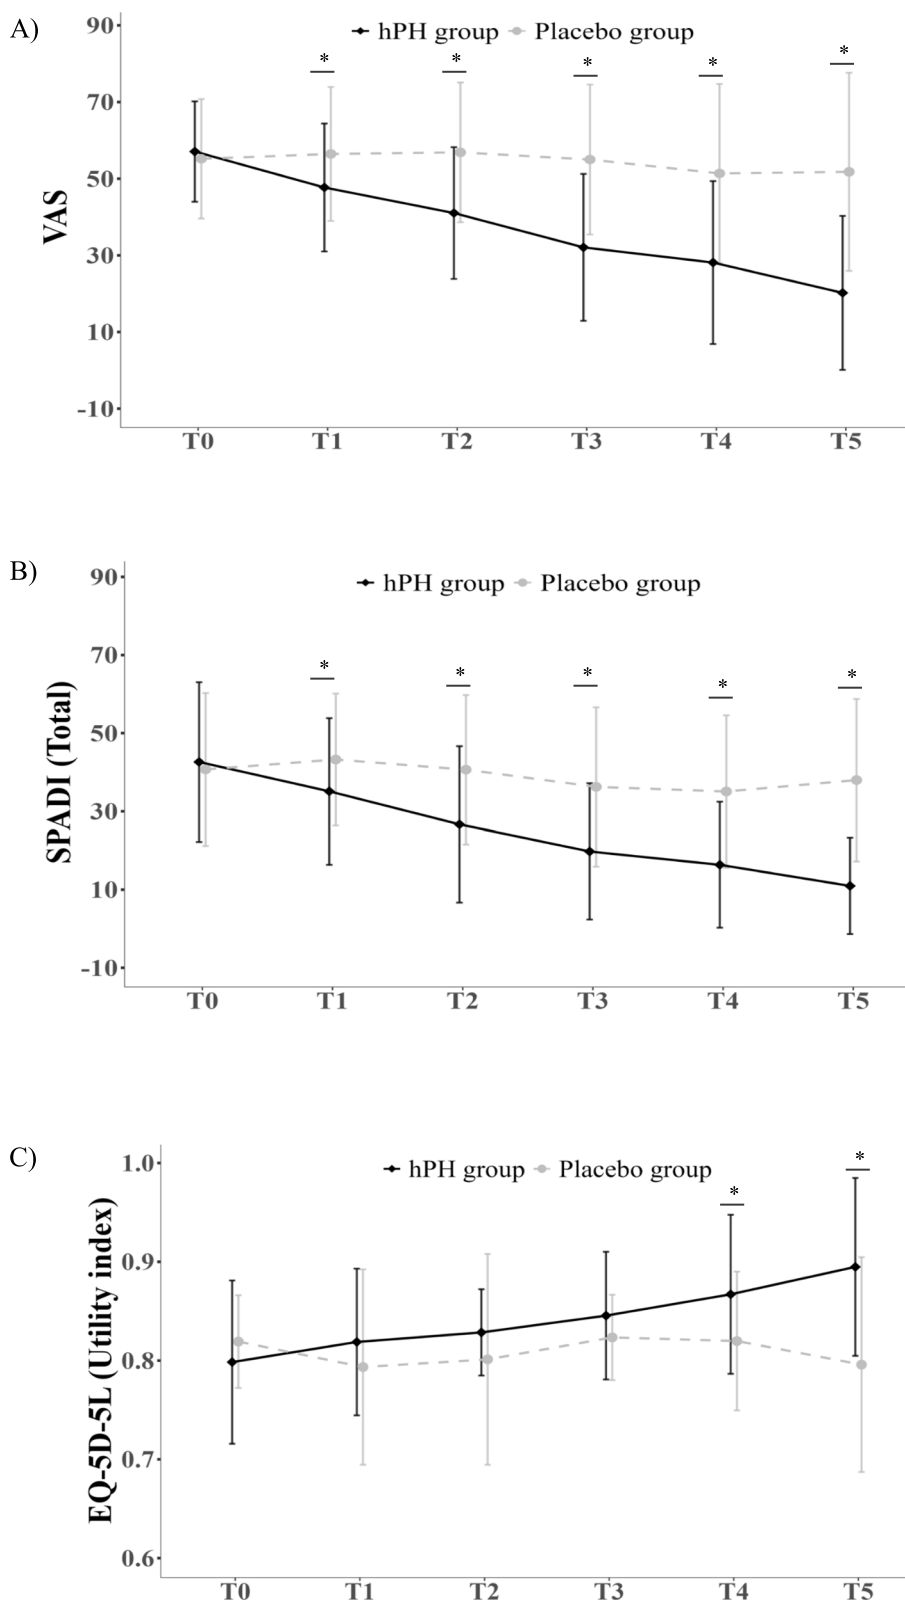 A)
hPH group Placebo group
90
* * * * *
70
50
30
10
-10
VAS
T0 T1 T2 T3 T4 T5
B)
hPH group Placebo group
90
70
* * * * *
50
30
10
-10
SPADI (Total)
T0 T1 T2 T3 T4 T5
C)
hPH group Placebo group
1.0
* *
0.9
0.8
0.7
0.6
EQ-5D-5L (Utility index)
T0 T1 T2 T3 T4 T5